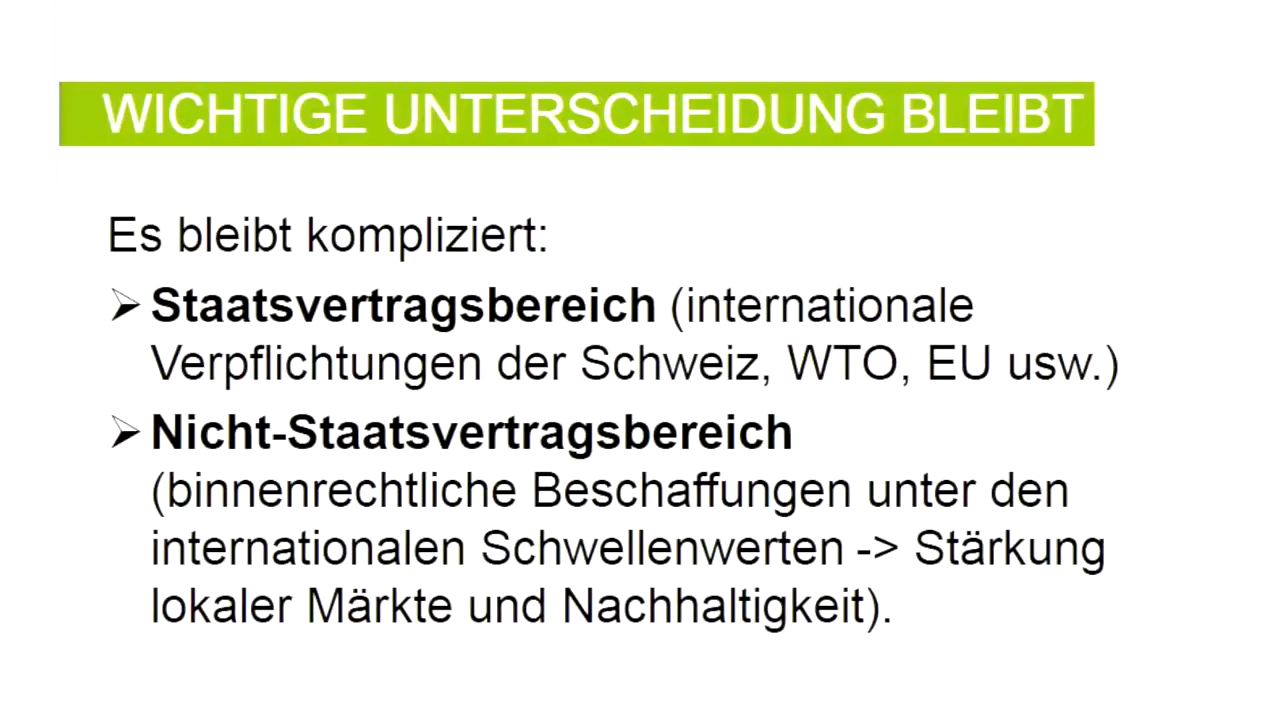 WICHTIGE UNTERSCHEIDUNG BLEIBT
Es bleibt kompliziert:
➢ Staatsvertragsbereich (internationale
Verpflichtungen der Schweiz, WTO, EU usw.)
➢ Nicht-Staatsvertragsbereich
(binnenrechtliche Beschaffungen unter den
internationalen Schwellenwerten -> Stärkung
lokaler Märkte und Nachhaltigkeit).